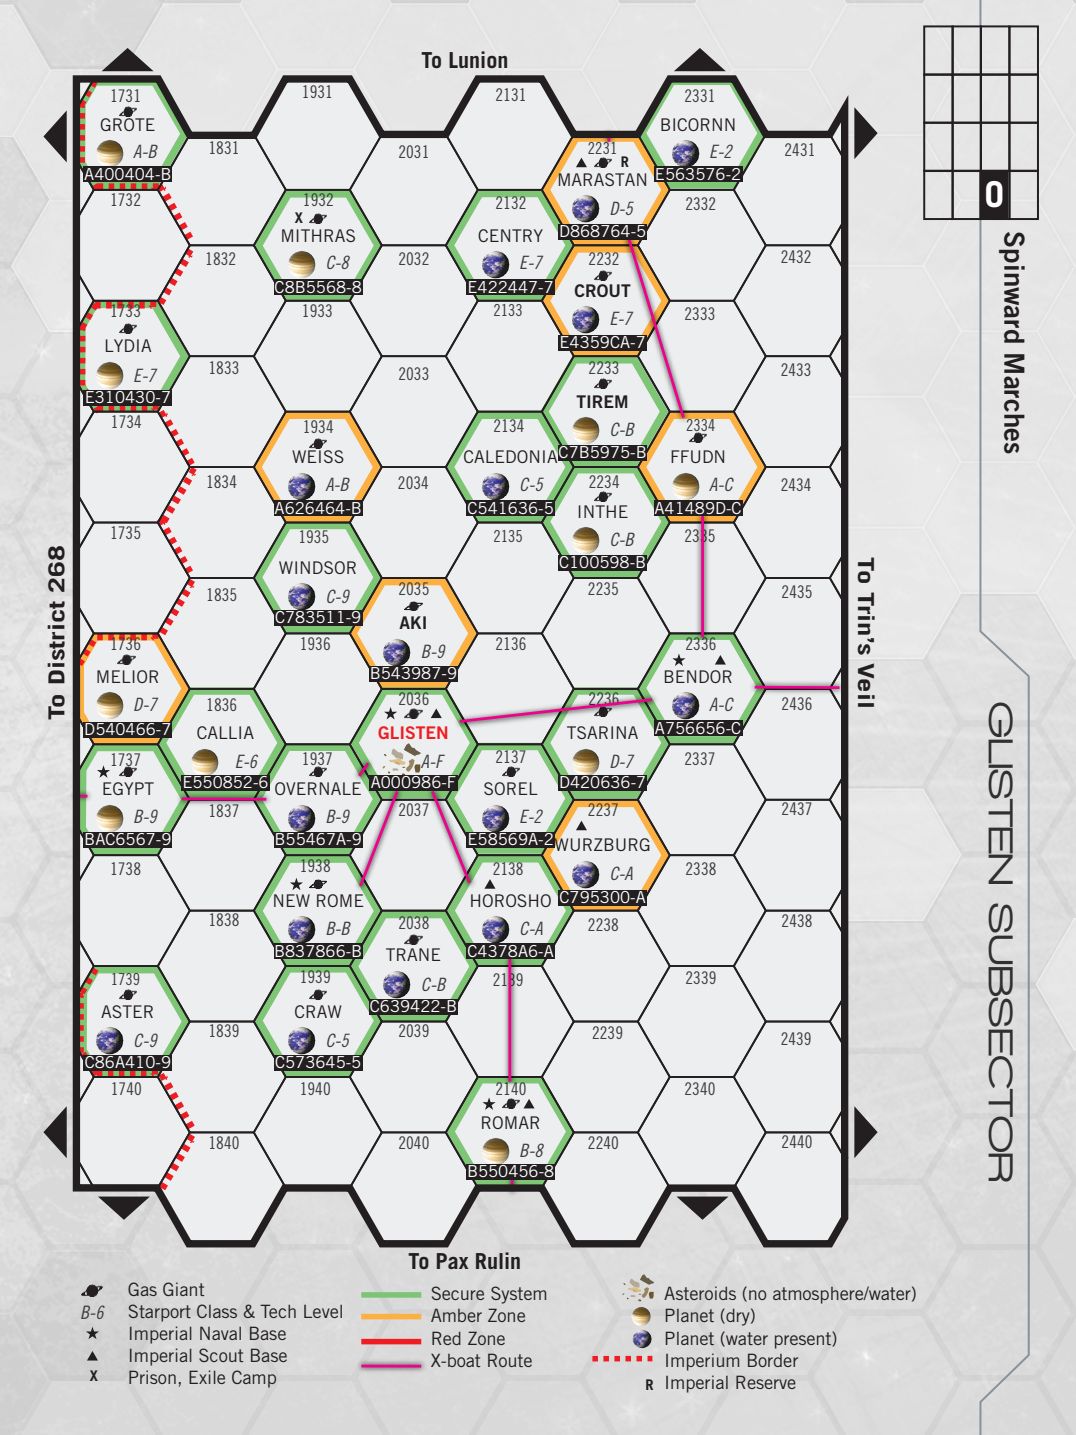 To Lunion
1731
GROTE
A-B
A400404-B
1931
2131
2331
BICORNN
E-2
E563576-2
1831
2031
2231
R
MARASTAN
D-5
D868764-5
2431
1732
1932
X
MITHRAS
C-8
C8B5568-8
2132
CENTRY
E-7
E422447-7
2332
1832
2032
2232
CROUT
E-7
E4359CA-7
2432
1733
LYDIA
E-7
E310430-7
1933
2133
2333
1833
2033
2233
TIREM
C-B
C7B5975-B
2433
1734
1934
WEISS
A-B
A626464-B
2134
CALEDONIA
C-5
C541636-5
2334
FFUDN
A-C
A41489D-C
1834
2034
2234
INTHE
C-B
C100598-B
2434
1735
1935
WINDSOR
C-9
C783511-9
2135
2335
1835
2035
AKI
B-9
B543987-9
2235
2435
1736
MELIOR
D-7
D540466-7
1936
2136
2336
BENDOR
A-C
A756656-C
1836
CALLIA
E-6
E550852-6
2036
GLISTEN
A-F
A000986-F
2236
TSARINA
D-7
D420636-7
2436
1737
EGYPT
B-9
BAC6567-9
1937
OVERNALE
B-9
B55467A-9
2137
SOREL
E-2
E58569A-2
2337
1837
2037
2237
WURZBURG
C-A
C795300-A
2437
1738
1938
NEW ROME
B-B
B837866-B
2138
HOROSHO
C-A
C4378A6-A
2338
1838
2038
TRANE
C-B
C639422-B
2238
2438
1739
ASTER
C-9
C86A410-9
1939
CRAW
C-5
C573645-5
2139
2339
1839
2039
2239
2439
1740
1940
2140
ROMAR
B-8
B550456-8
2340
1840
2040
2240
2440
To District 268
To Trin's Veil
To Pax Rulin
O
Spinward Marches
GLISTEN SUBSECTOR
Gas Giant
B-6 Starport Class & Tech Level
Imperial Naval Base
Imperial Scout Base
X Prison, Exile Camp
Secure System
Amber Zone
Red Zone
X-boat Route
Asteroids (no atmosphere/water)
Planet (dry)
Planet (water present)
Imperium Border
R Imperial Reserve